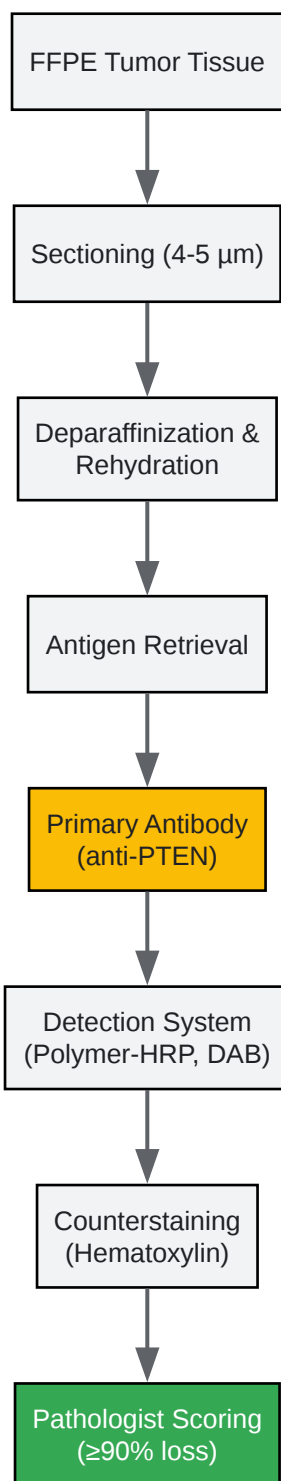 FFPE Tumor Tissue
Sectioning (4-5 µm)
Deparaffinization &
Rehydration
Antigen Retrieval
Primary Antibody
(anti-PTEN)
Detection System
(Polymer-HRP, DAB)
Counterstaining
(Hematoxylin)
Pathologist Scoring
(≥90% loss)